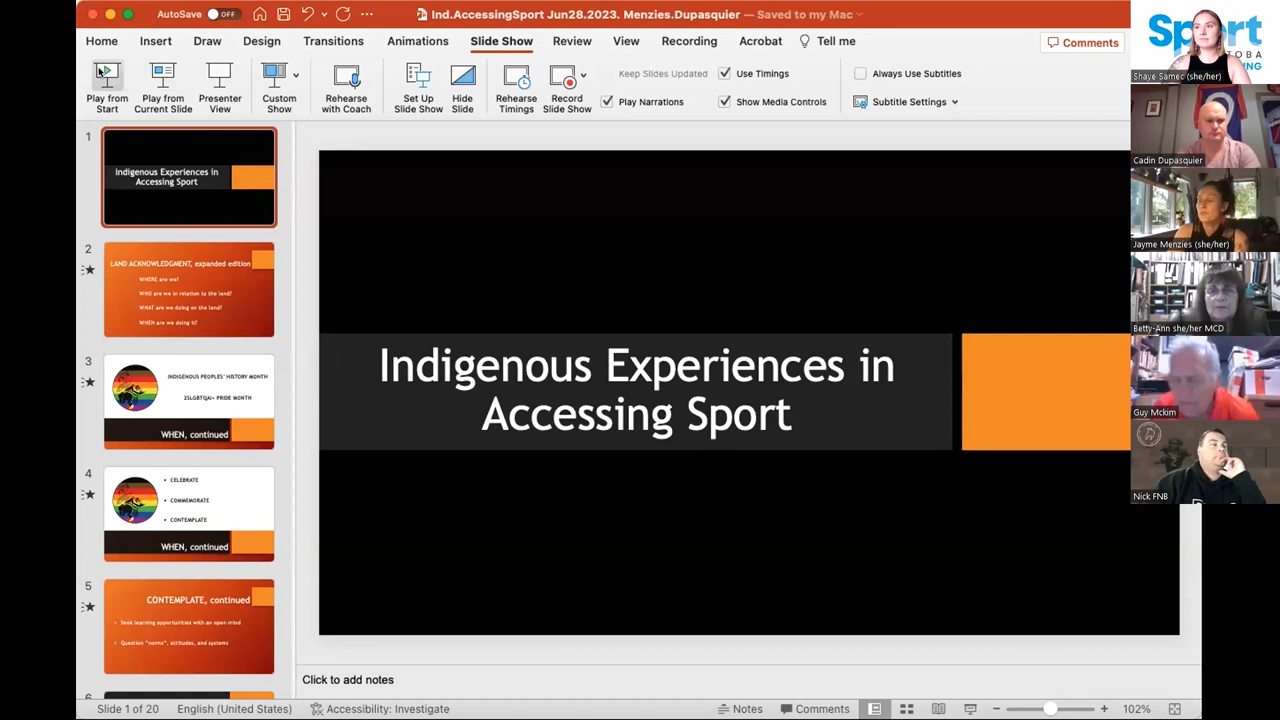 AutoSave OFF
Ind.AccessingSport Jun28.2023. Menzies.Dupasquier — Saved to my Mac
Home Insert Draw Design Transitions Animations Slide Show Review View Recording Acrobat Tell me
Comments
Play from Start
Play from Current Slide
Presenter View
Custom Show
Rehearse with Coach
Set Up Slide Show
Hide Slide
Rehearse Timings
Record Slide Show
Keep Slides Updated
Use Timings
Play Narrations
Show Media Controls
Always Use Subtitles
Subtitle Settings
1
Indigenous Experiences in
Accessing Sport
2
LAND ACKNOWLEDGMENT, expanded edition
WHERE are we?
WHO are we in relation to the land?
WHAT are we doing on the land?
WHEN are we doing it?
3
INDIGENOUS PEOPLES' HISTORY MONTH
2SLGBTQAI+ PRIDE MONTH
WHEN, continued
4
• CELEBRATE
• COMMEMORATE
• CONTEMPLATE
WHEN, continued
5
CONTEMPLATE, continued
• Seek learning opportunities with an open mind
• Question "norms", attitudes, and systems
Indigenous Experiences in
Accessing Sport
Click to add notes
Slide 1 of 20 English (United States) Accessibility: Investigate
Notes Comments 102%
Shaye Samec (she/her)
Cadin Dupasquier
Jayme Menzies (she/her)
Betty-Ann she/her MCD
Guy Mckim
Nick FNB